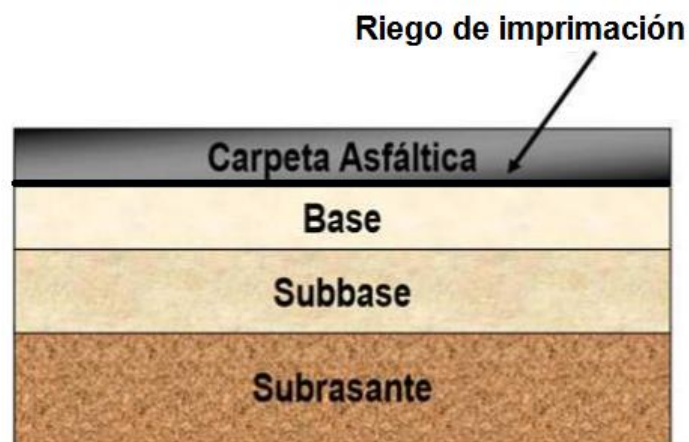 Riego de imprimación
Carpeta Asfáltica
Base
Subbase
Subrasante